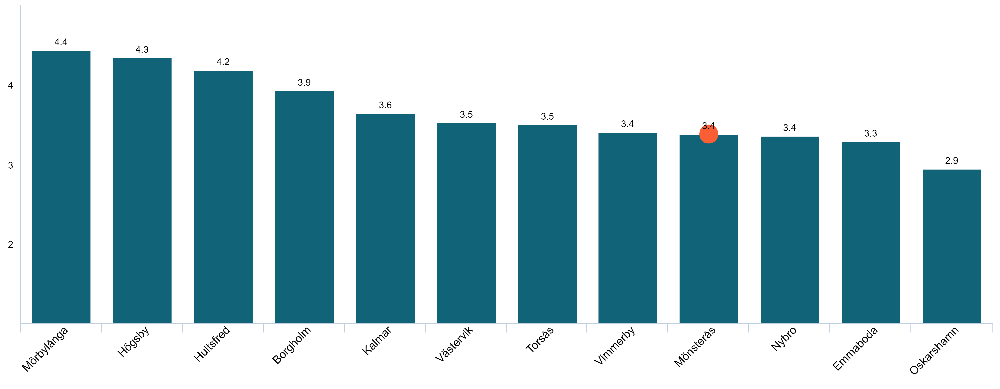 4.4
4.3
4.2
3.9
3.6
3.5
3.5
3.4
3.4
3.4
3.3
2.9
4
3
2
Mörbylånga
Högsby
Hultsfred
Borgholm
Kalmar
Västervik
Torsås
Vimmerby
Mönsterås
Nybro
Emmaboda
Oskarshamn